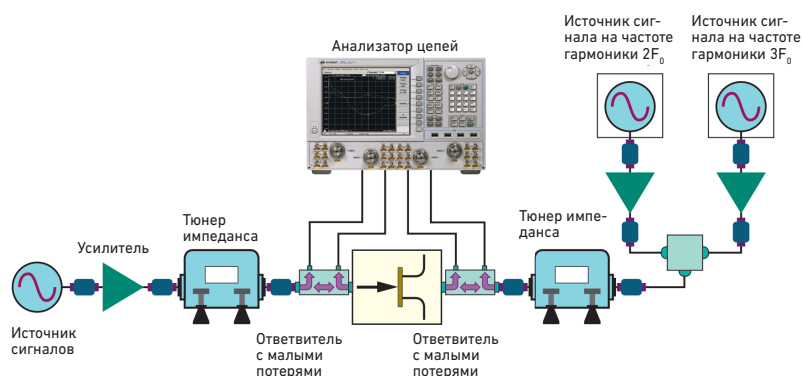 Источник сиг-
нала на частоте
гармоники 2F₀
Источник сиг-
нала на частоте
гармоники 3F₀
Анализатор цепей
Тюнер
импеданса
Усилитель
Тюнер импе-
данса
Источник
сигналов
Ответвитель
с малыми
потерями
Ответвитель
с малыми
потерями